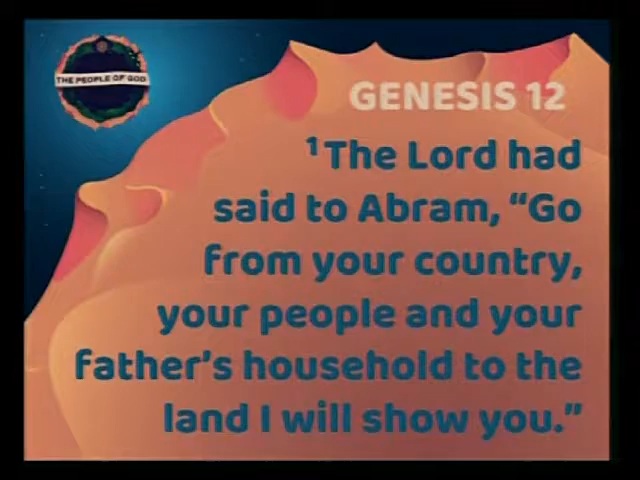 THE PEOPLE OF GOD
GENESIS 12
¹The Lord had
said to Abram, “Go
from your country,
your people and your
father’s household to the
land I will show you.”